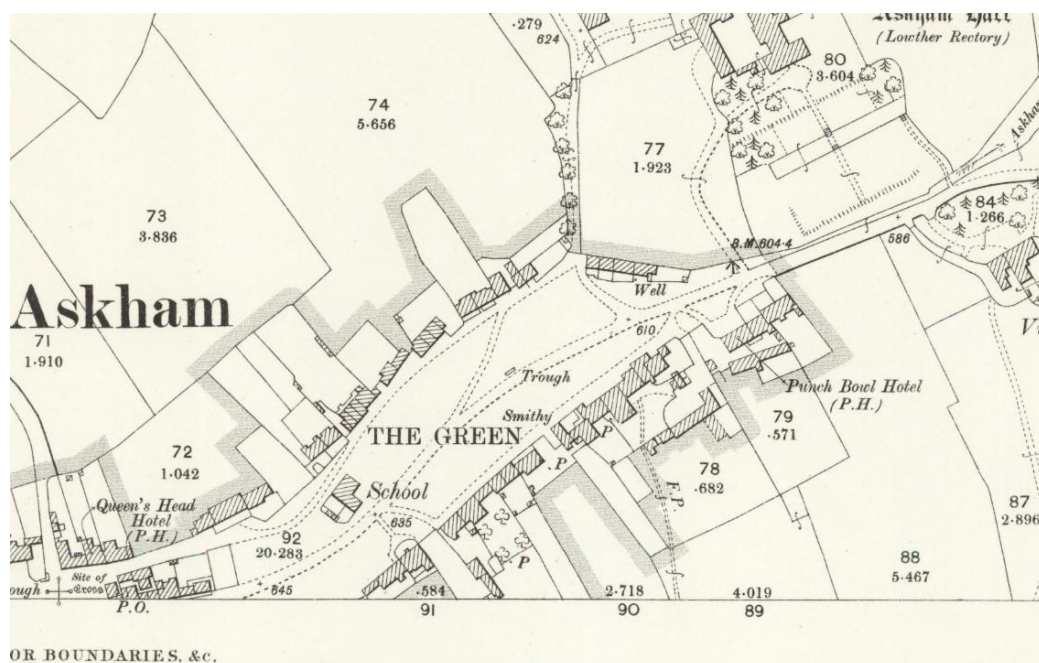 .279
624
Askham Hall
(Lowther Rectory)
80
3.604
74
5.656
77
1.923
Askham
73
3.836
84
1.266
B.M.604.4
586
Well
Askham
71
1.910
610
Trough
Punch Bowl Hotel
(P.H.)
Smithy
79
.571
THE GREEN
P
72
1.042
P
78
.682
School
F.P
87
2.896
Queen's Head
Hotel
(P.H.)
635
92
20.283
P
88
5.467
Site of
Cross
ough
645
.584
2.718
4.019
P.O.
91
90
89
OR BOUNDARIES, &c.